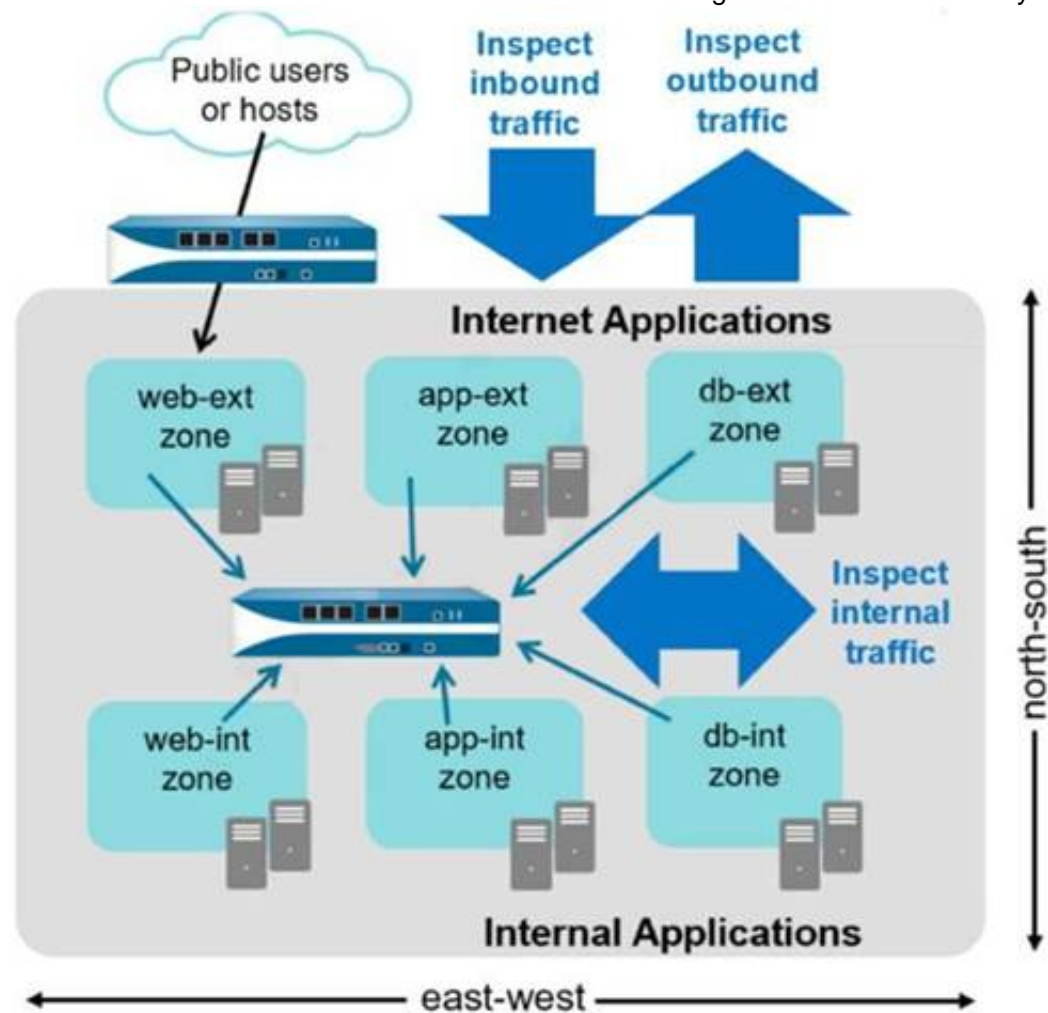 Public users
or hosts
Inspect
inbound
traffic
Inspect
outbound
traffic
Internet Applications
web-ext
zone
app-ext
zone
db-ext
zone
Inspect
internal
traffic
web-int
zone
app-int
zone
db-int
zone
Internal Applications
north-south
east-west